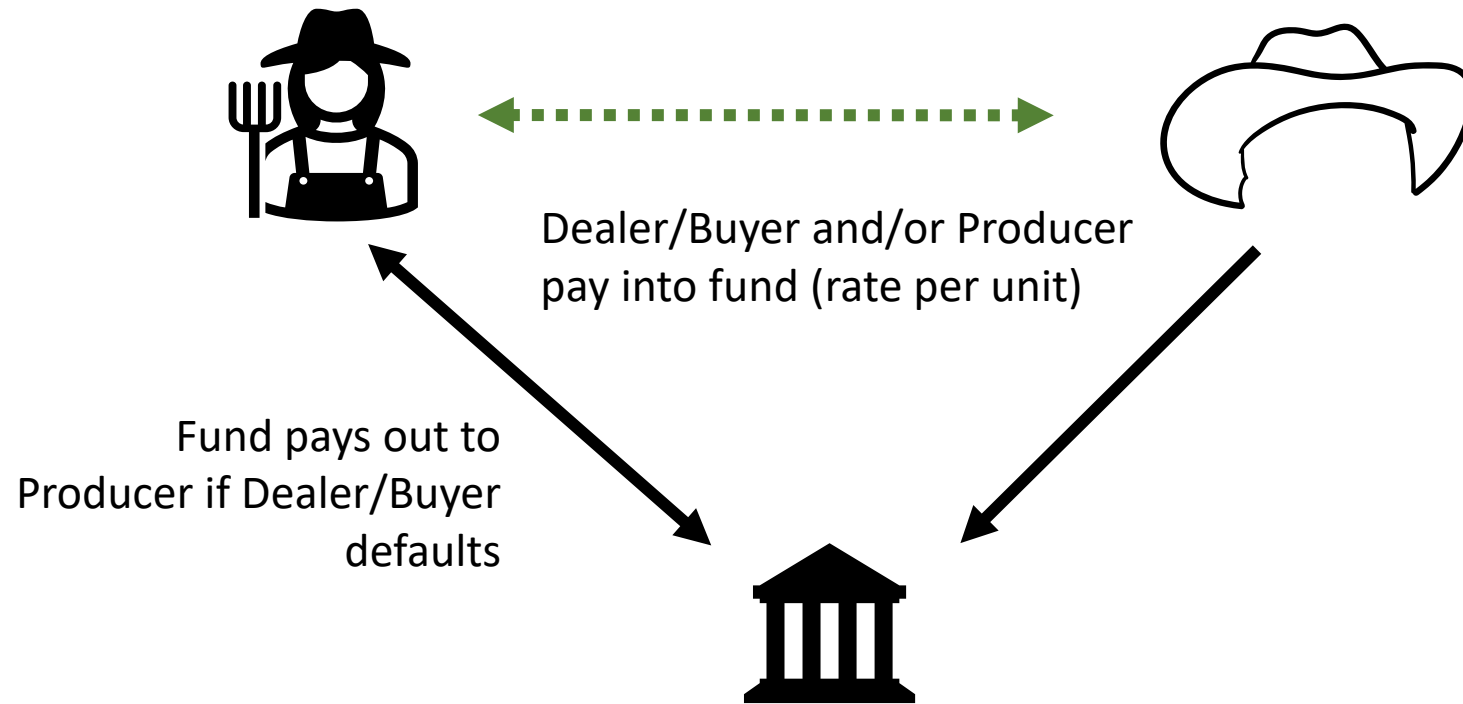 Dealer/Buyer and/or Producer
pay into fund (rate per unit)
Fund pays out to
Producer if Dealer/Buyer
defaults